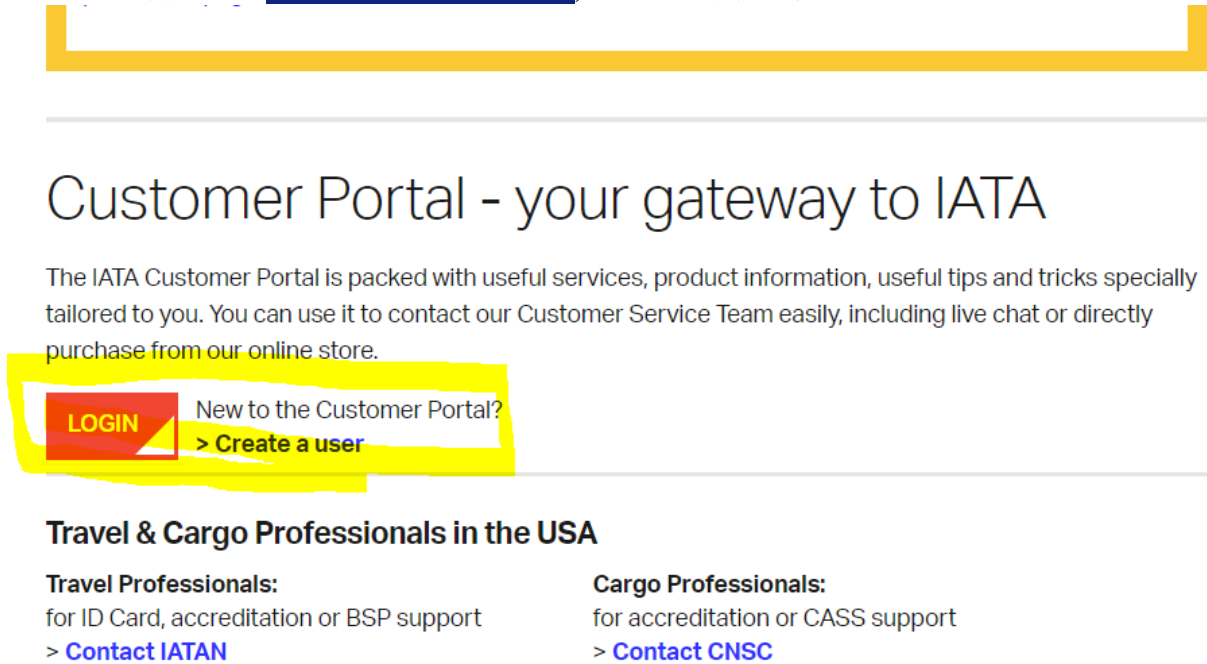 Customer Portal - your gateway to IATA
The IATA Customer Portal is packed with useful services, product information, useful tips and tricks specially
tailored to you. You can use it to contact our Customer Service Team easily, including live chat or directly
purchase from our online store.
LOGIN
New to the Customer Portal?
> Create a user
Travel & Cargo Professionals in the USA
Travel Professionals:
for ID Card, accreditation or BSP support
> Contact IATAN
Cargo Professionals:
for accreditation or CASS support
> Contact CNSC